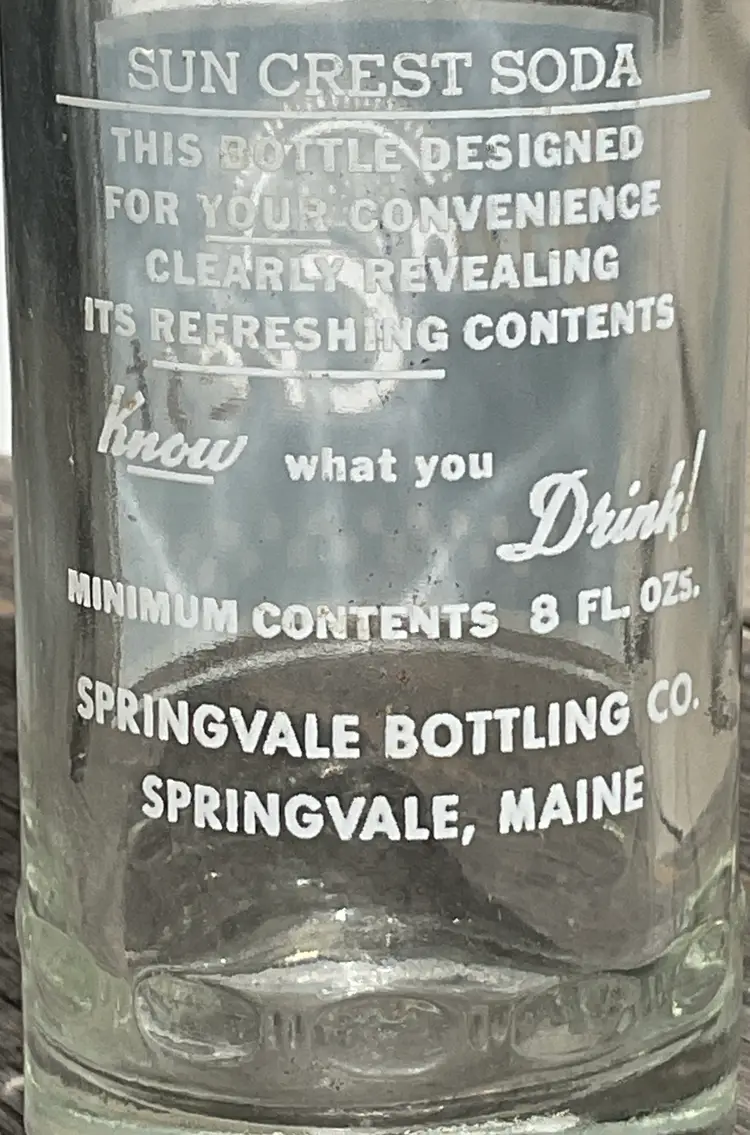 SUN CREST SODA
THIS BOTTLE DESIGNED
FOR YOUR CONVENIENCE
CLEARLY REVEALING
ITS REFRESHING CONTENTS
Know what you Drink!
MINIMUM CONTENTS 8 FL. OZS.
SPRINGVALE BOTTLING CO.
SPRINGVALE, MAINE